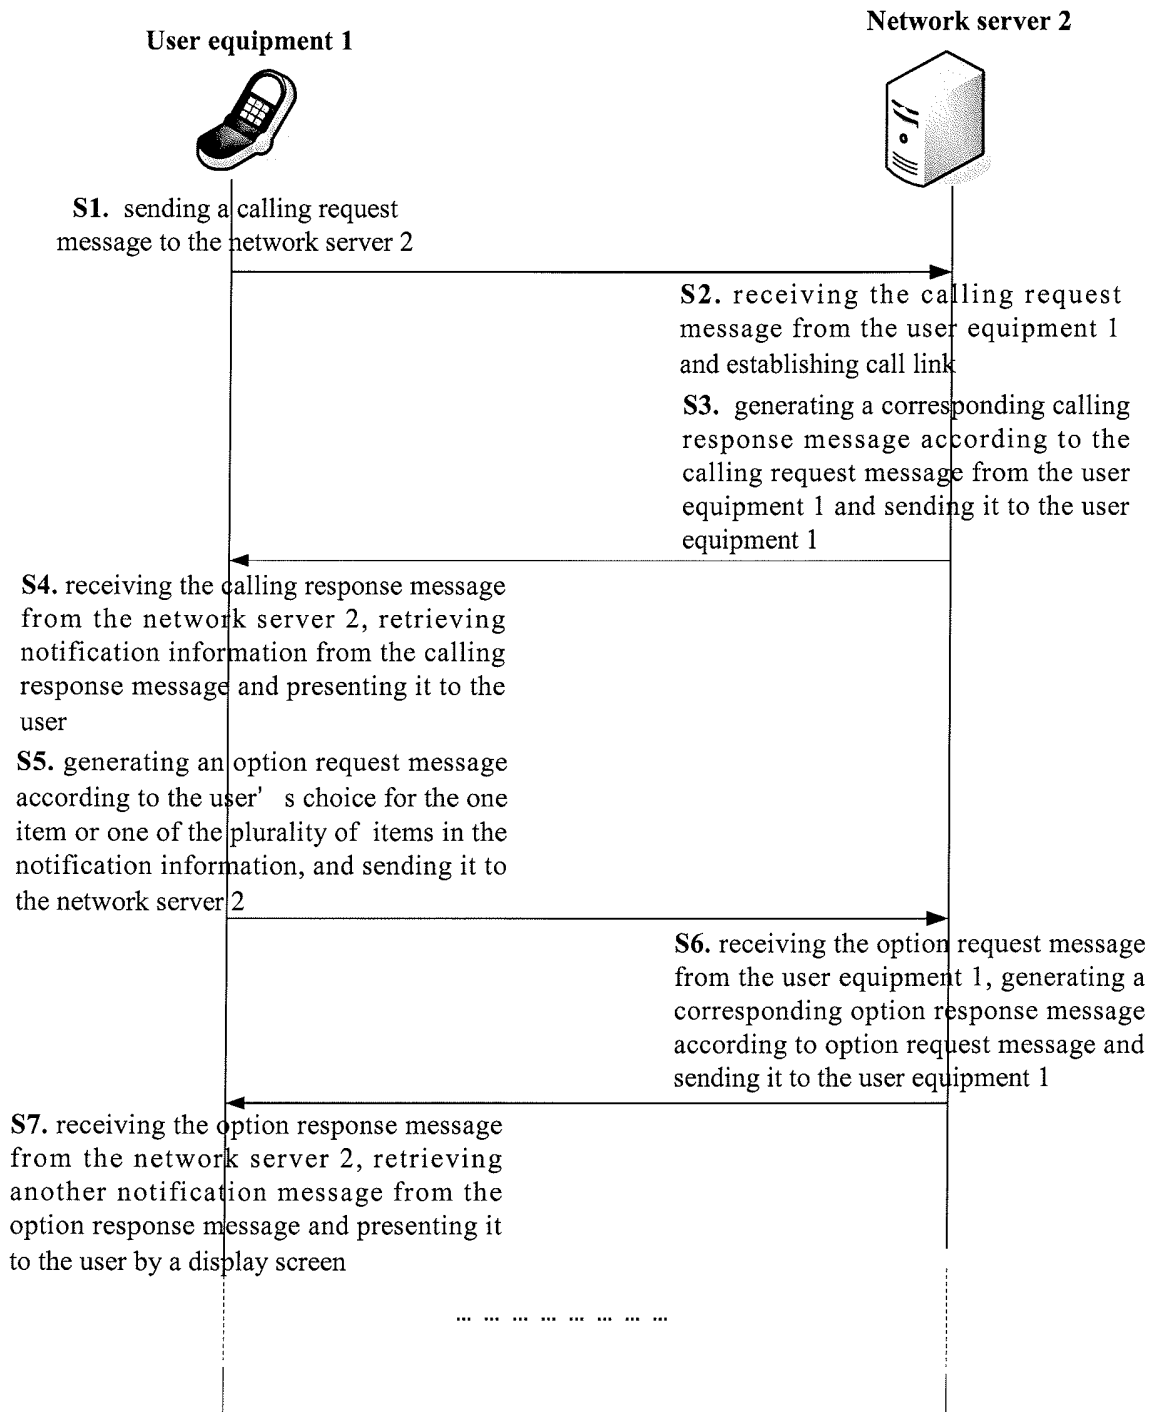 Network server 2
User equipment 1
S1. sending a calling request
message to the network server 2
S2. receiving the calling request
message from the user equipment 1
and establishing call link
S3. generating a corresponding calling
response message according to the
calling request message from the user
equipment 1 and sending it to the user
equipment 1
S4. receiving the calling response message
from the network server 2, retrieving
notification information from the calling
response message and presenting it to the
user
S5. generating an option request message
according to the user' s choice for the one
item or one of the plurality of items in the
notification information, and sending it to
the network server 2
S6. receiving the option request message
from the user equipment 1, generating a
corresponding option response message
according to option request message and
sending it to the user equipment 1
S7. receiving the option response message
from the network server 2, retrieving
another notification message from the
option response message and presenting it
to the user by a display screen
... ... ... ... ... ... ... ...